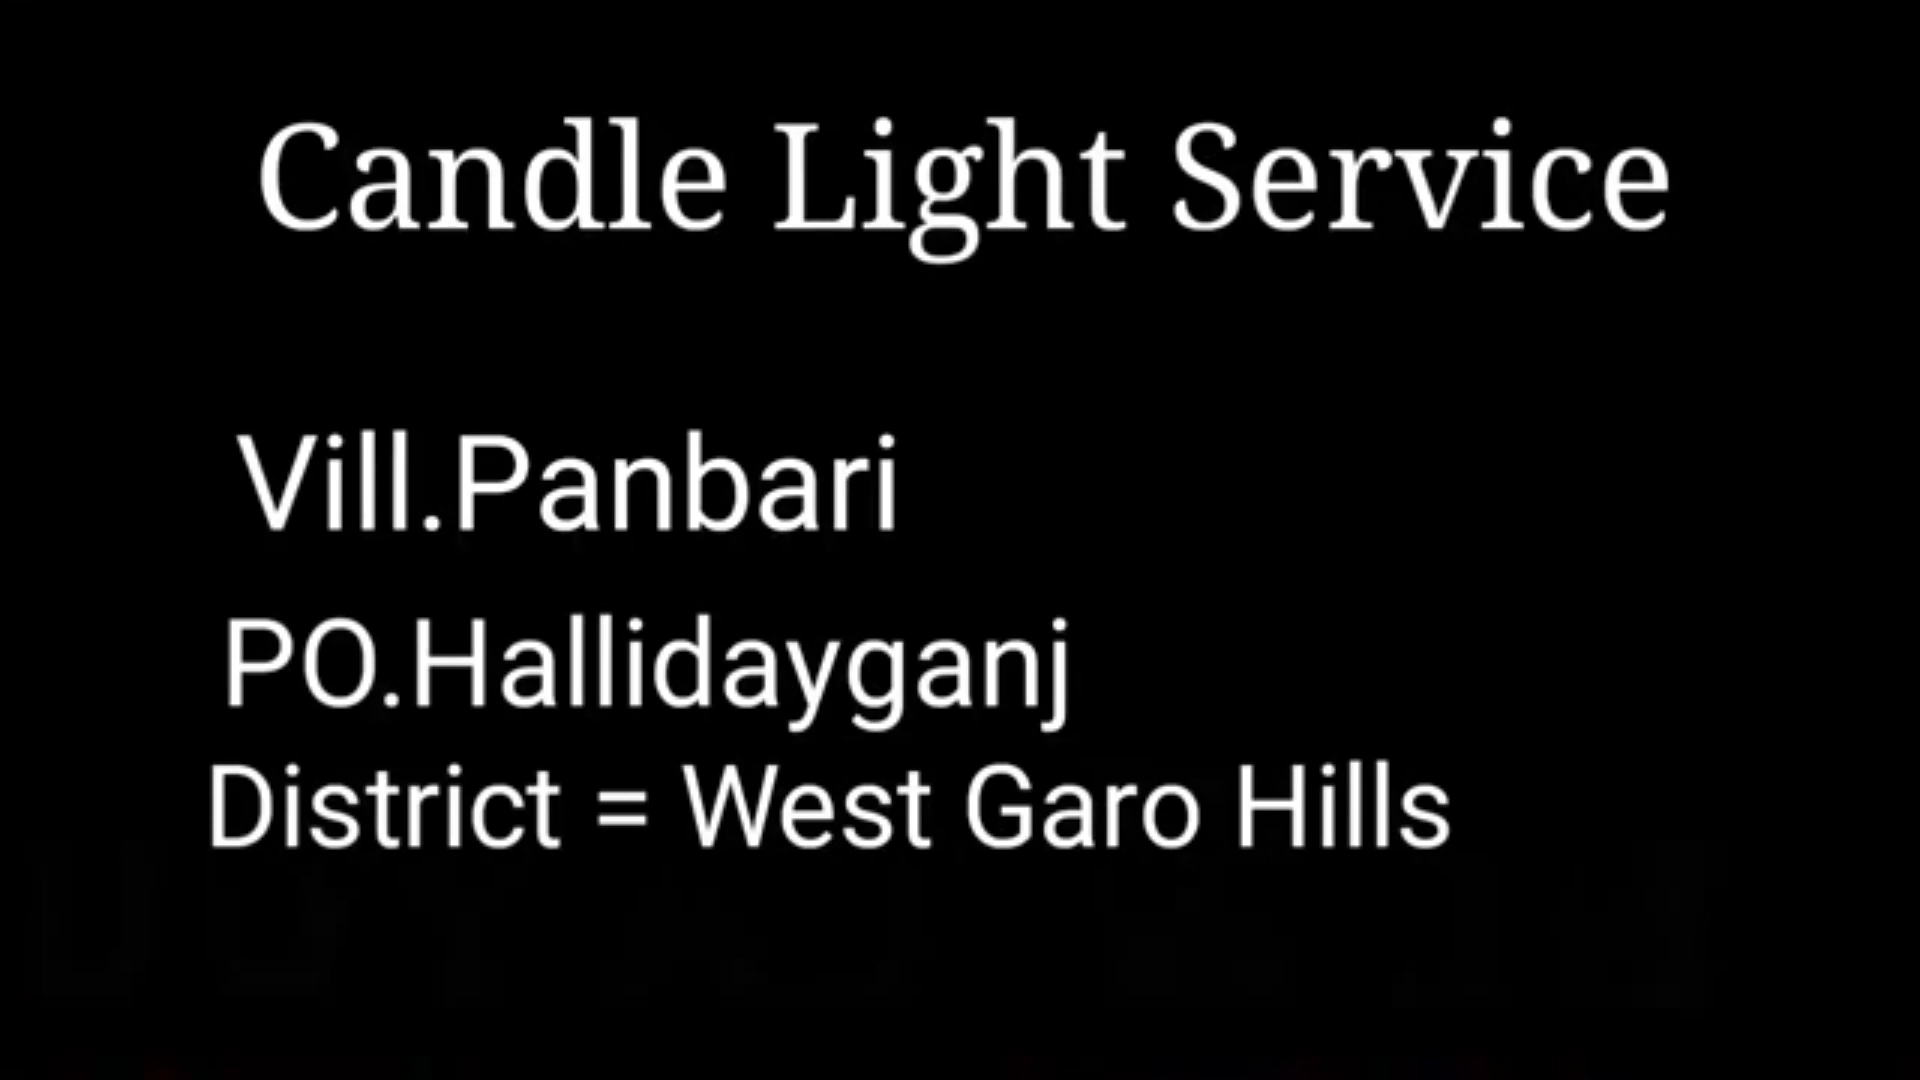 Candle Light Service
Vill.Panbari
PO.Hallidayganj
District = West Garo Hills